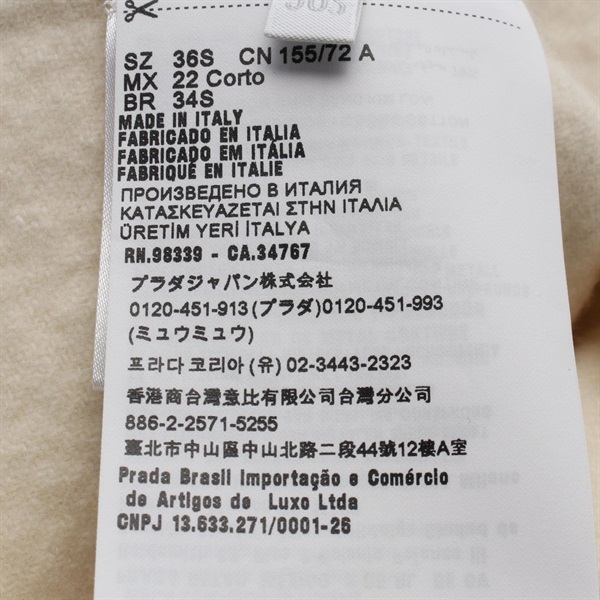 36S
SZ 36S CN 155/72 A
MX 22 Corto
BR 34S
MADE IN ITALY
FABRICADO EN ITALIA
FABRICADO EM ITÁLIA
FABRIQUÉ EN ITALIE
ПРОИЗВЕДЕНО В ИТАЛИЯ
ΚΑΤΑΣΚΕΥΑΖΕΤΑΙ ΣΤΗΝ ΙΤΑΛΙΑ
ÜRETİM YERİ İTALYA
RN.98339 - CA.34767
プラダジャパン株式会社
0120-451-913(プラダ)0120-451-993
(ミュウミュウ)
프라다 코리아 (유) 02-3443-2323
香港商台灣意比有限公司台灣分公司
886-2-2571-5255
臺北市中山區中山北路二段44號12樓A室
Prada Brasil Importação e Comércio
de Artigos de Luxo Ltda
CNPJ 13.633.271/0001-26